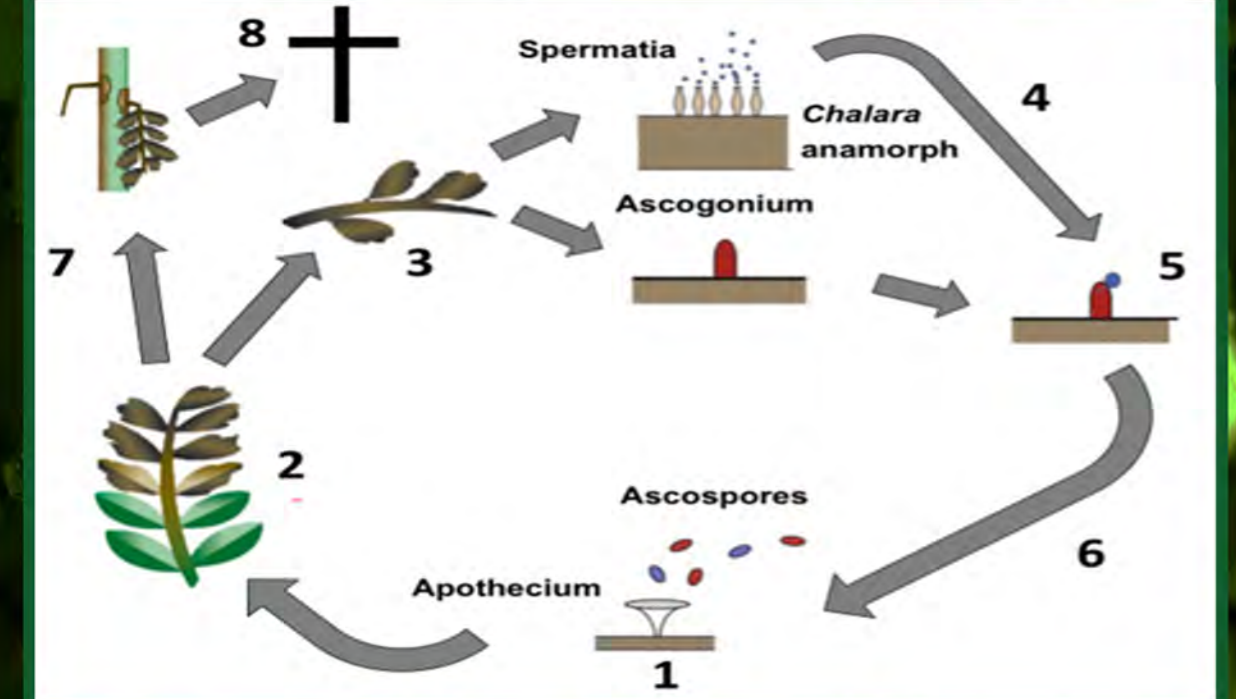 8
Spermatia
4
Chalara
anamorph
Ascogonium
7
3
5
2
Ascospores
6
Apothecium
1